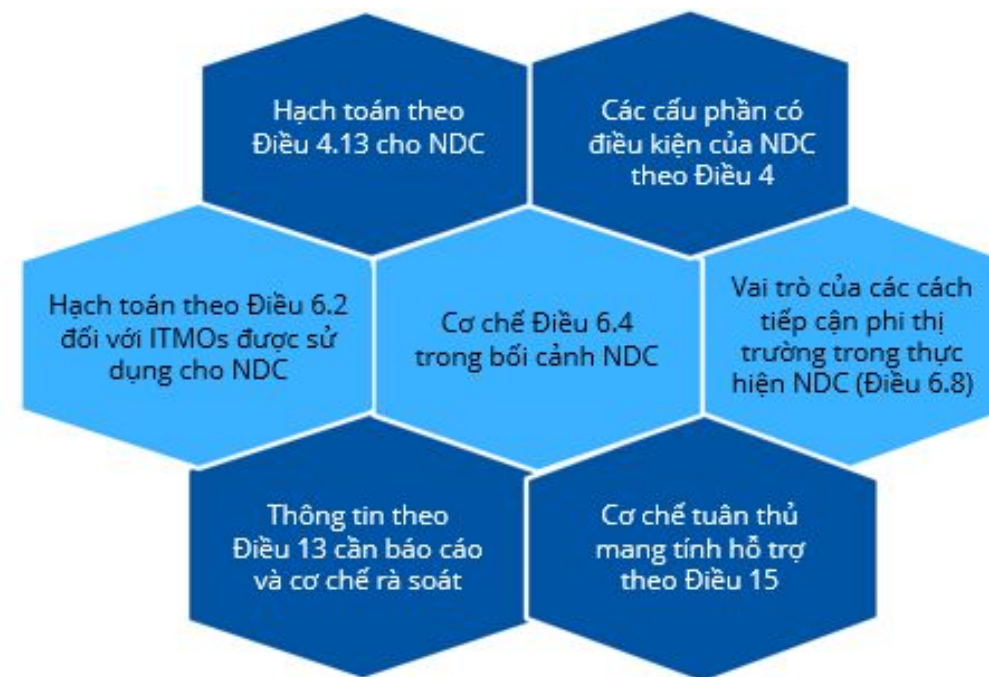 Hạch toán theo
Điều 4.13 cho NDC
Các cấu phần có
điều kiện của NDC
theo Điều 4
Hạch toán theo Điều 6.2
đối với ITMOs được sử
dụng cho NDC
Cơ chế Điều 6.4
trong bối cảnh NDC
Vai trò của các cách
tiếp cận phi thị
trường trong thực
hiện NDC (Điều 6.8)
Thông tin theo
Điều 13 cần báo cáo
và cơ chế rà soát
Cơ chế tuân thủ
mang tính hỗ trợ
theo Điều 15